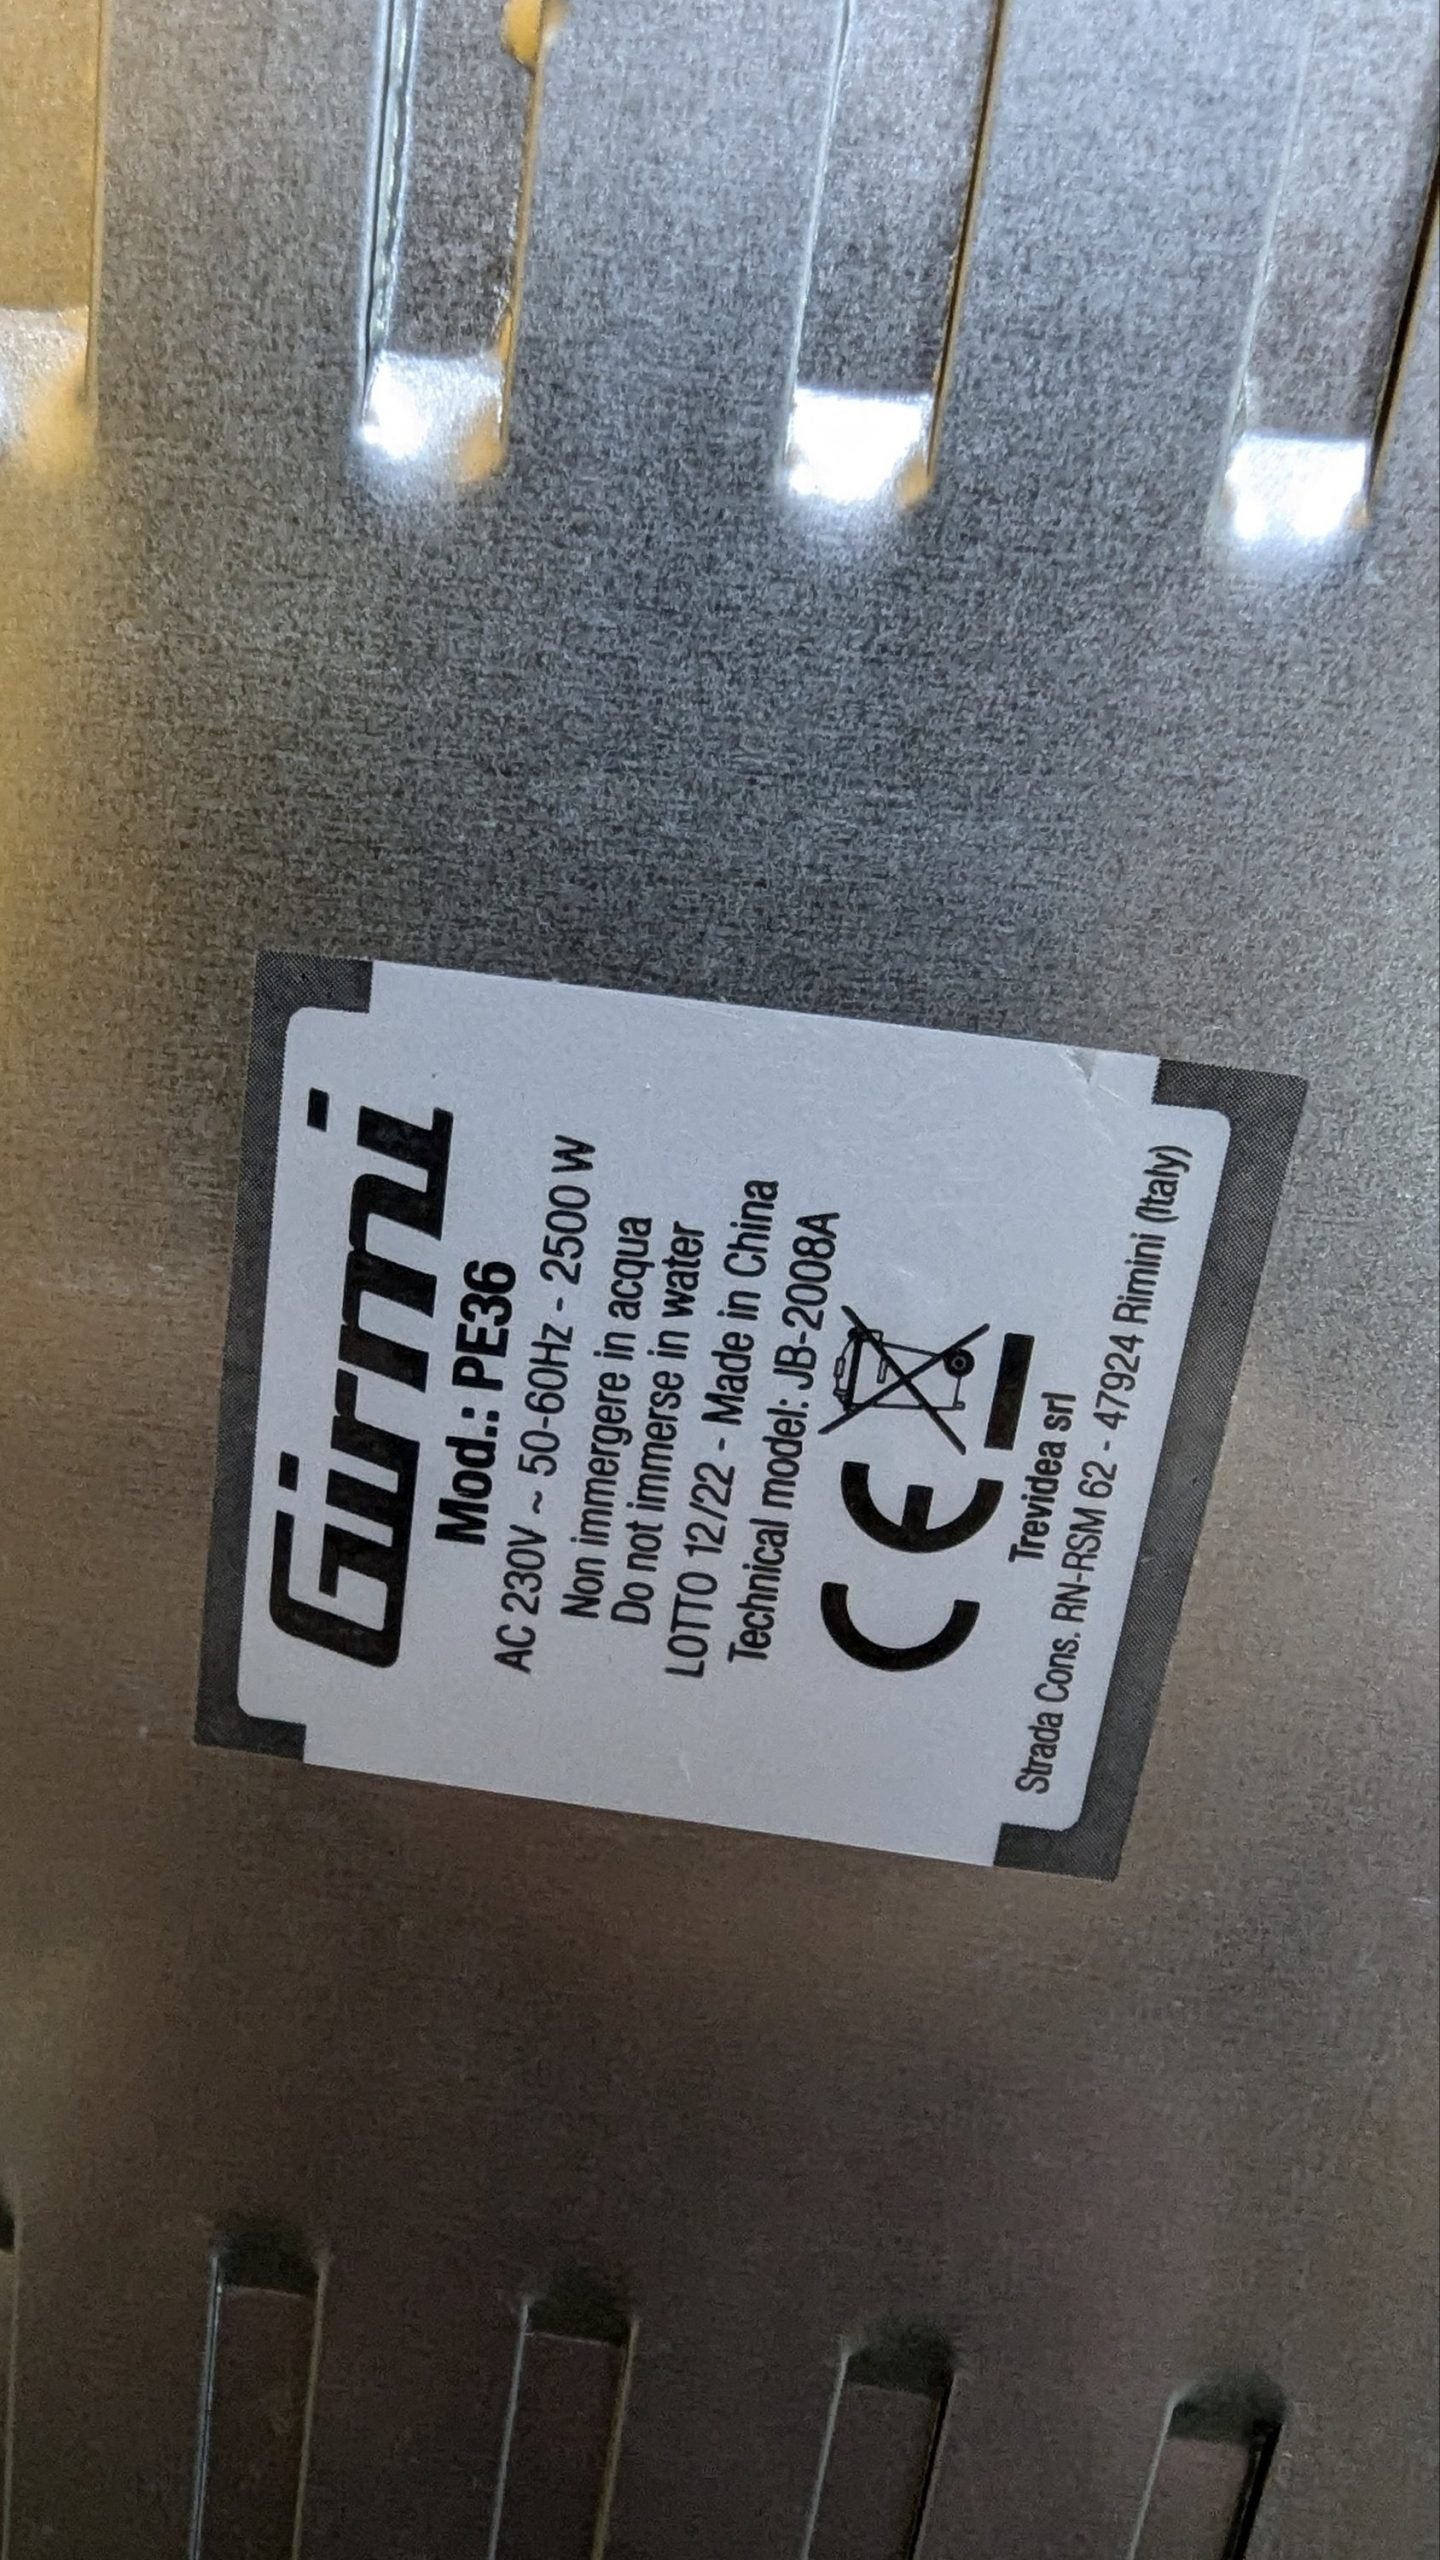 Girmi
Mod.: PE36
AC 230V ~ 50-60Hz - 2500 W
Non immergere in acqua
Do not immerse in water
LOTTO 12/22 - Made in China
Technical model: JB-2008A
CE
Trevidea srl
Strada Cons. RN-RSM 62 - 47924 Rimini (Italy)